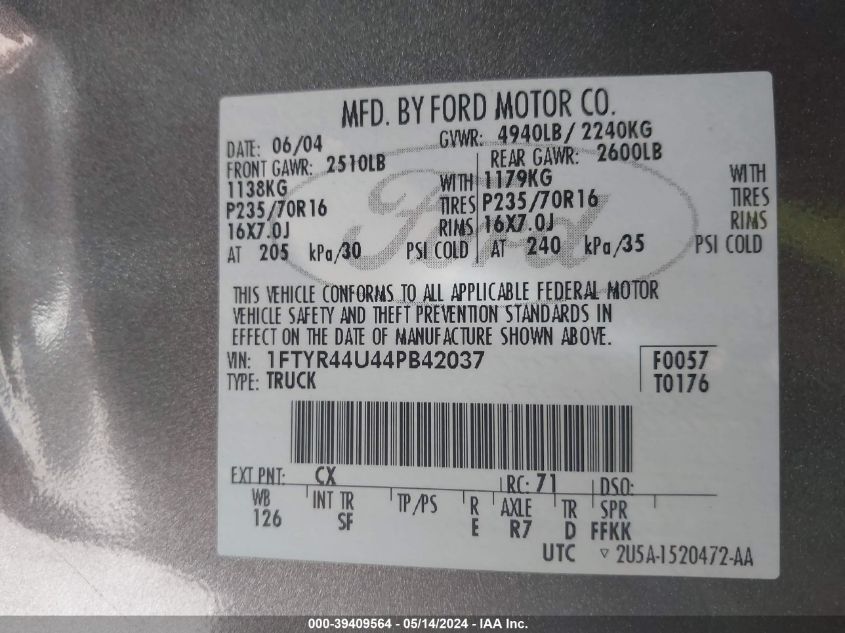 MFD. BY FORD MOTOR CO.
DATE: 06/04 GVWR: 4940LB/ 2240KG
FRONT GAWR: 2510LB REAR GAWR: 2600LB
1138KG WITH 1179KG WITH
P235/70R16 TIRES P235/70R16 TIRES
16X7.0J RIMS 16X7.0J RIMS
AT 205 kPa/30 PSI COLD AT 240 kPa/35 PSI COLD
Ford
THIS VEHICLE CONFORMS TO ALL APPLICABLE FEDERAL MOTOR
VEHICLE SAFETY AND THEFT PREVENTION STANDARDS IN
EFFECT ON THE DATE OF MANUFACTURE SHOWN ABOVE.
VIN: 1FTYR44U44PB42037 F0057
TYPE: TRUCK T0176
EXT PNT: CX RC: 71 DSO:
WB INT TR TP/PS R AXLE TR SPR
126 SF E R7 D FFKK
UTC ▽ 2U5A-1520472-AA
000-39409564 - 05/14/2024 - IAA Inc.